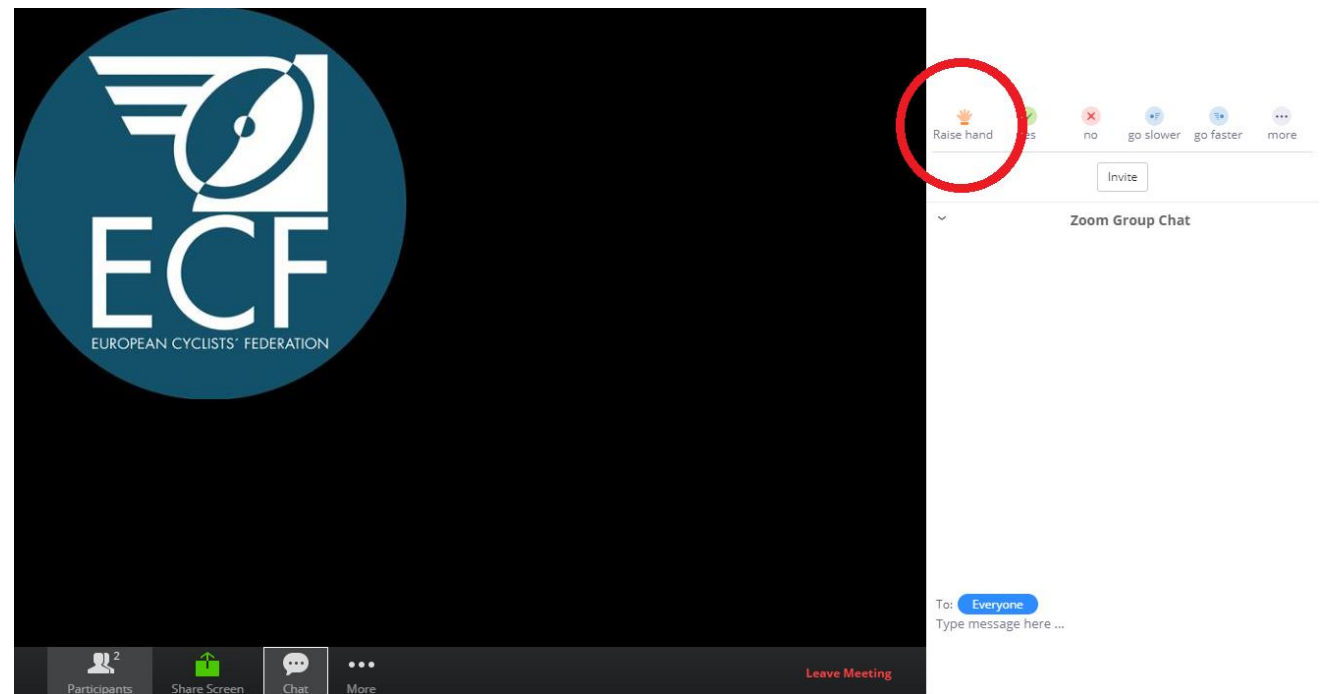 ECF
EUROPEAN CYCLISTS´ FEDERATION
Raise hand
no
go slower
go faster
more
Invite
Zoom Group Chat
To: Everyone
Type message here ...
2
Participants
Share Screen
Chat
More
Leave Meeting